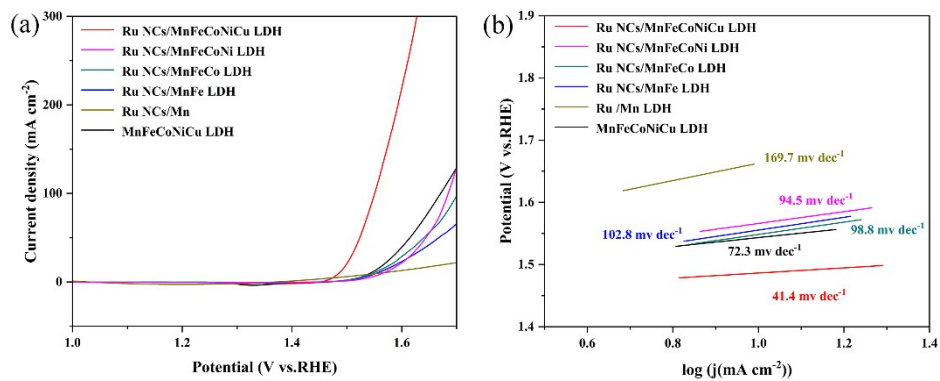 (a)
300
200
100
0
Current density (mA cm⁻²)
Ru NCs/MnFeCoNiCu LDH
Ru NCs/MnFeCoNi LDH
Ru NCs/MnFeCo LDH
Ru NCs/MnFe LDH
Ru NCs/Mn
MnFeCoNiCu LDH
1.0
1.2
1.4
1.6
Potential (V vs.RHE)
(b)
1.9
1.8
1.7
1.6
1.5
1.4
Potential (V vs.RHE)
Ru NCs/MnFeCoNiCu LDH
Ru NCs/MnFeCoNi LDH
Ru NCs/MnFeCo LDH
Ru NCs/MnFe LDH
Ru /Mn LDH
MnFeCoNiCu LDH
169.7 mv dec⁻¹
94.5 mv dec⁻¹
102.8 mv dec⁻¹
98.8 mv dec⁻¹
72.3 mv dec⁻¹
41.4 mv dec⁻¹
0.6
0.8
1.0
1.2
1.4
log (j(mA cm⁻²))